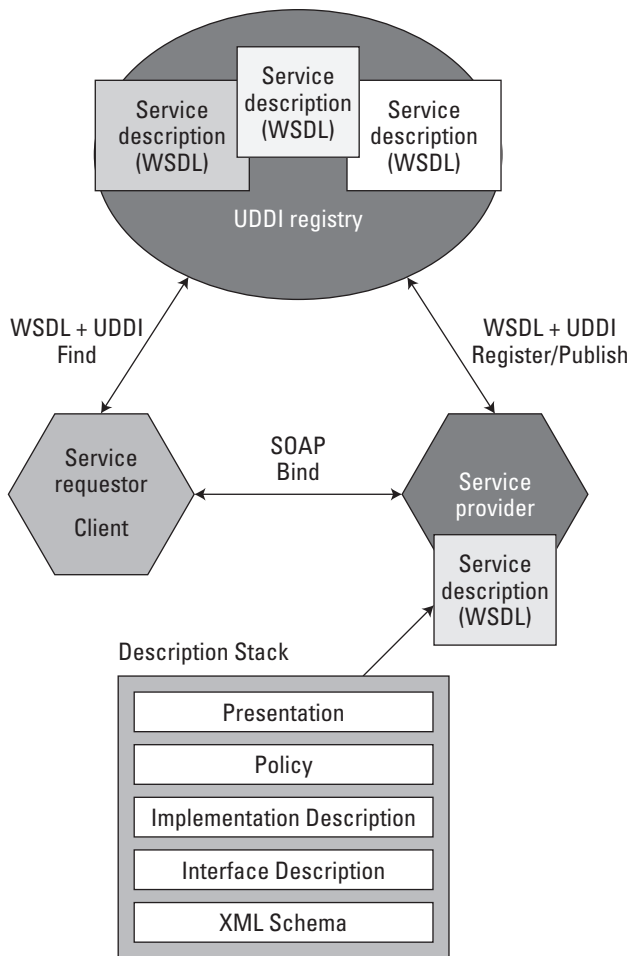 Service
description
(WSDL)
Service
description
(WSDL)
Service
description
(WSDL)
UDDI registry
WSDL + UDDI
Find
WSDL + UDDI
Register/Publish
Service
requestor
Client
SOAP
Bind
Service
provider
Service
description
(WSDL)
Description Stack
Presentation
Policy
Implementation Description
Interface Description
XML Schema